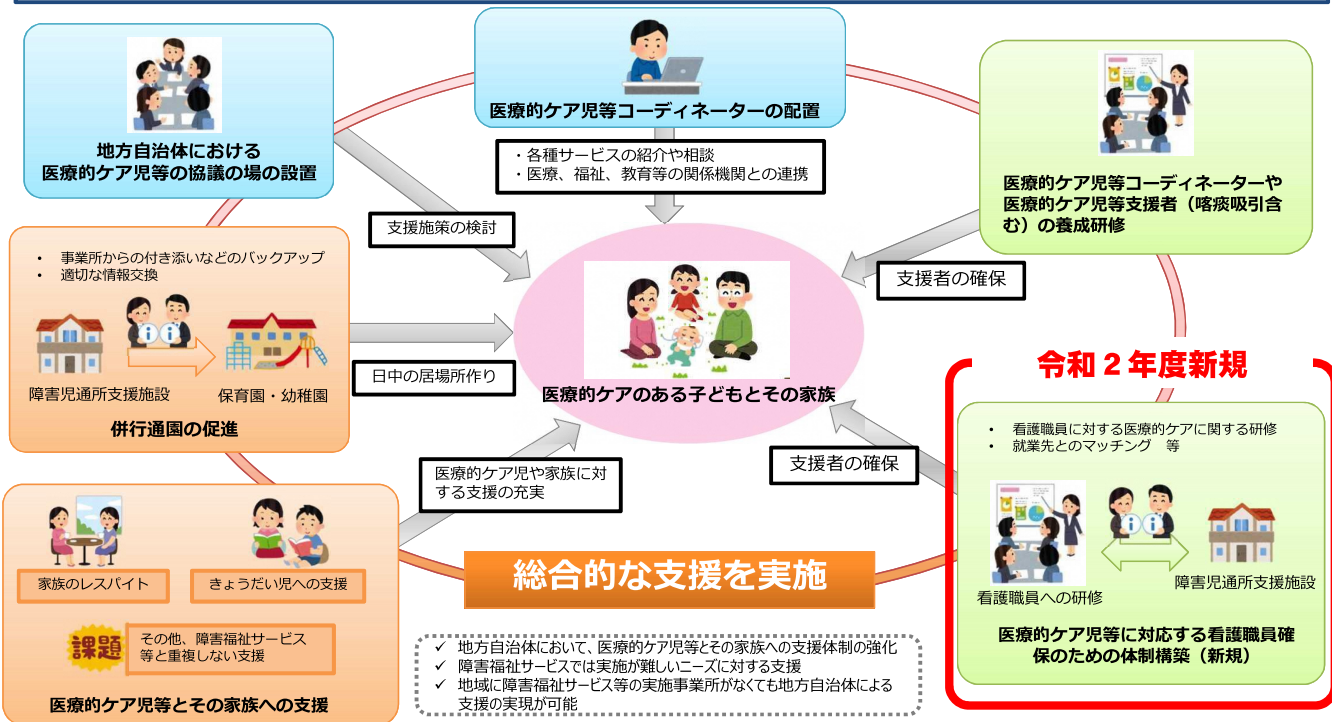 地方自治体における
医療的ケア児等の協議の場の設置
医療的ケア児等コーディネーターの配置
・各種サービスの紹介や相談
・医療、福祉、教育等の関係機関との連携
医療的ケア児等コーディネーターや
医療的ケア児等支援者（喀痰吸引含
む）の養成研修
支援施策の検討
支援者の確保
• 事業所からの付き添いなどのバックアップ
• 適切な情報交換
障害児通所支援施設
保育園・幼稚園
併行通園の促進
日中の居場所作り
医療的ケアのある子どもとその家族
令和２年度新規
• 看護職員に対する医療的ケアに関する研修
• 就業先とのマッチング　等
看護職員への研修
障害児通所支援施設
医療的ケア児等に対応する看護職員確
保のための体制構築（新規）
支援者の確保
医療的ケア児や家族に対
する支援の充実
家族のレスパイト
きょうだい児への支援
課題
その他、障害福祉サービス
等と重複しない支援
医療的ケア児等とその家族への支援
総合的な支援を実施
✓ 地方自治体において、医療的ケア児等とその家族への支援体制の強化
✓ 障害福祉サービスでは実施が難しいニーズに対する支援
✓ 地域に障害福祉サービス等の実施事業所がなくても地方自治体による
支援の実現が可能